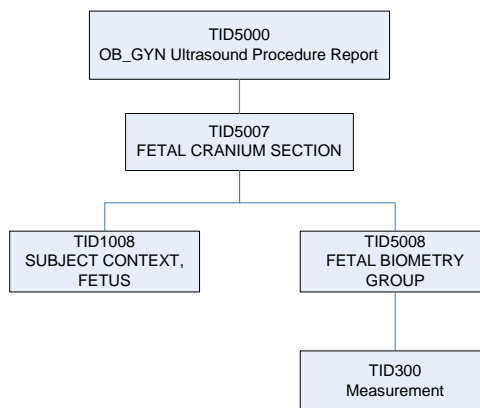 TID5000
OB_GYN Ultrasound Procedure Report
TID5007
FETAL CRANIUM SECTION
TID1008
SUBJECT CONTEXT,
FETUS
TID5008
FETAL BIOMETRY
GROUP
TID300
Measurement